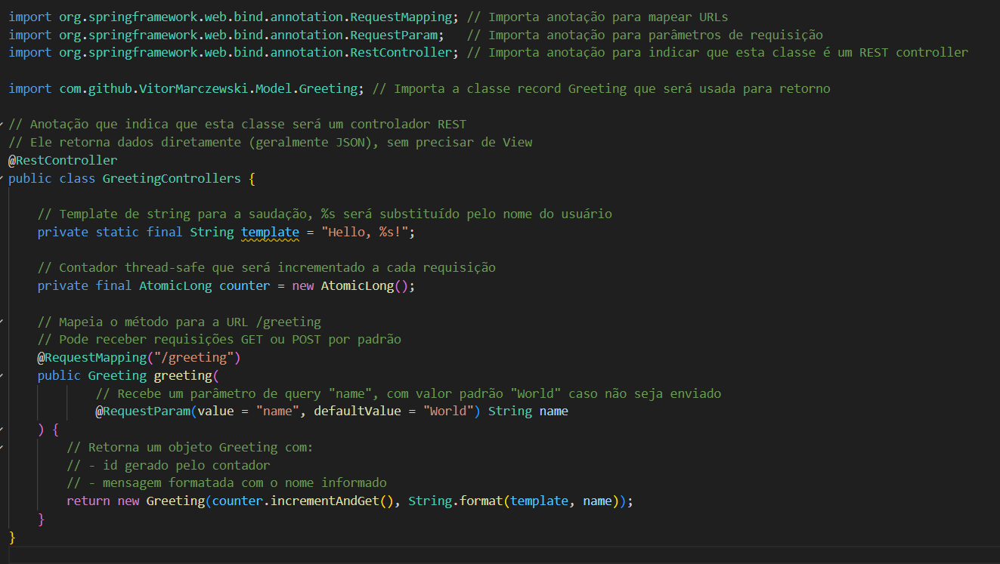 import org.springframework.web.bind.annotation.RequestMapping; // Importa anotação para mapear URLs
import org.springframework.web.bind.annotation.RequestParam;   // Importa anotação para parâmetros de requisição
import org.springframework.web.bind.annotation.RestController; // Importa anotação para indicar que esta classe é um REST controller
import com.github.VitorMarczewski.Model.Greeting; // Importa a classe record Greeting que será usada para retorno
// Anotação que indica que esta classe será um controlador REST
// Ele retorna dados diretamente (geralmente JSON), sem precisar de View
@RestController
public class GreetingControllers {
    // Template de string para a saudação, %s será substituído pelo nome do usuário
    private static final String template = "Hello, %s!";
    // Contador thread-safe que será incrementado a cada requisição
    private final AtomicLong counter = new AtomicLong();
    // Mapeia o método para a URL /greeting
    // Pode receber requisições GET ou POST por padrão
    @RequestMapping("/greeting")
    public Greeting greeting(
            // Recebe um parâmetro de query "name", com valor padrão "World" caso não seja enviado
            @RequestParam(value = "name", defaultValue = "World") String name
    ) {
        // Retorna um objeto Greeting com:
        // - id gerado pelo contador
        // - mensagem formatada com o nome informado
        return new Greeting(counter.incrementAndGet(), String.format(template, name));
    }
}